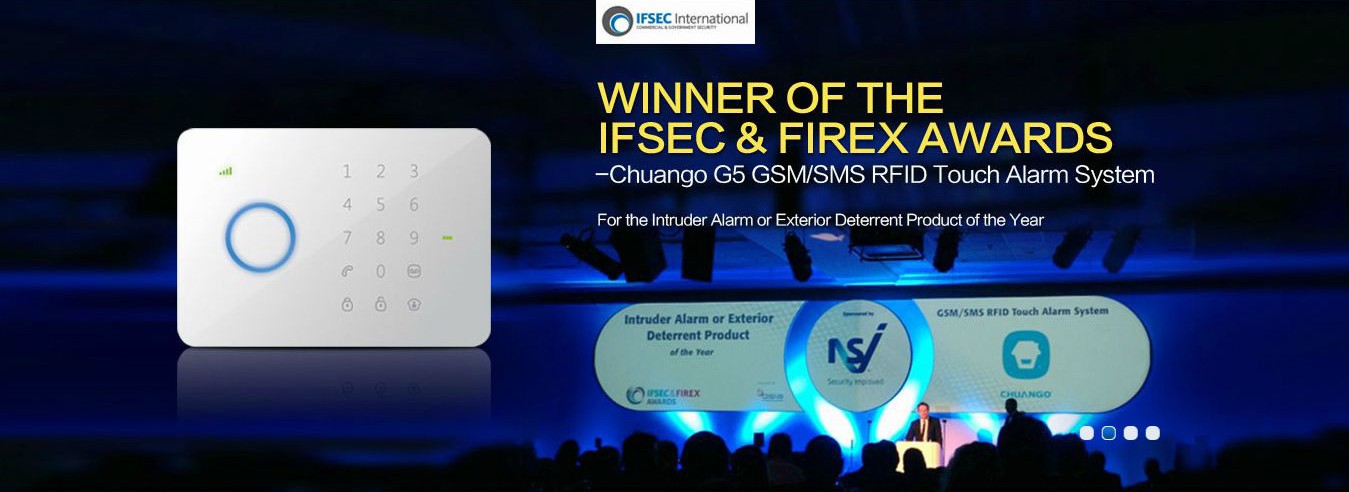 IFSEC International
COMMERCIAL & GOVERNMENT SECURITY
WINNER OF THE
IFSEC & FIREX AWARDS
–Chuango G5 GSM/SMS RFID Touch Alarm System
For the Intruder Alarm or Exterior Deterrent Product of the Year
1 2 3
4 5 6
7 8 9
0
Intruder Alarm or Exterior
Deterrent Product
of the Year
IFSEC&FIREX
AWARDS
Sponsored by
NSI
Security Improved
GSM/SMS RFID Touch Alarm System
CHUANGO